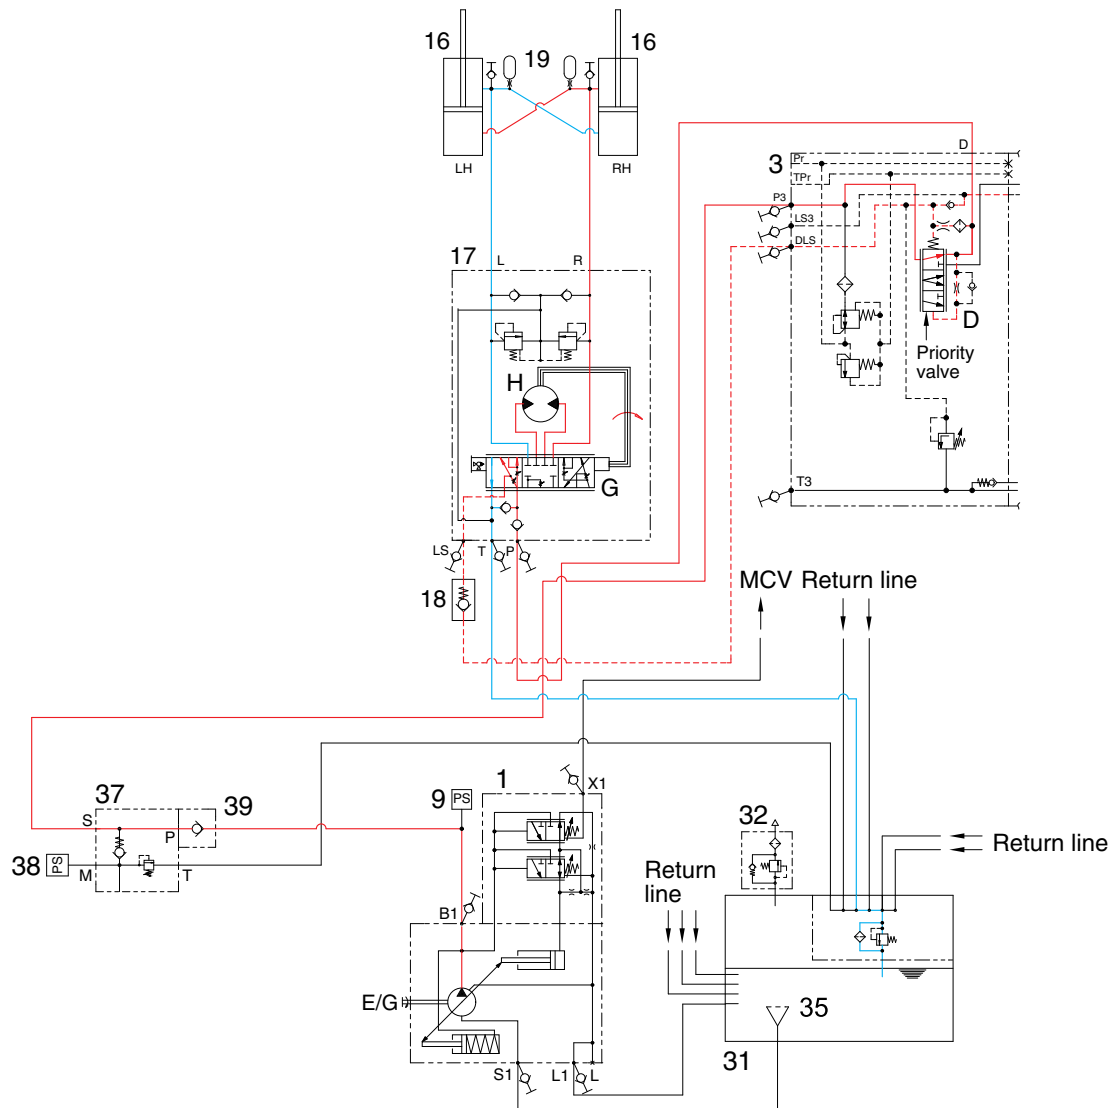 16
19
16
LH
RH
D
3
Pr
TPr
P3
LS3
DLS
17
L
R
D
Priority
valve
H
G
T3
LS
T
P
18
MCV
Return line
1
X1
37
39
9
PS
S
P
38
PS
M
T
32
Return line
Return
line
B1
E/G
35
31
S1
L1
L